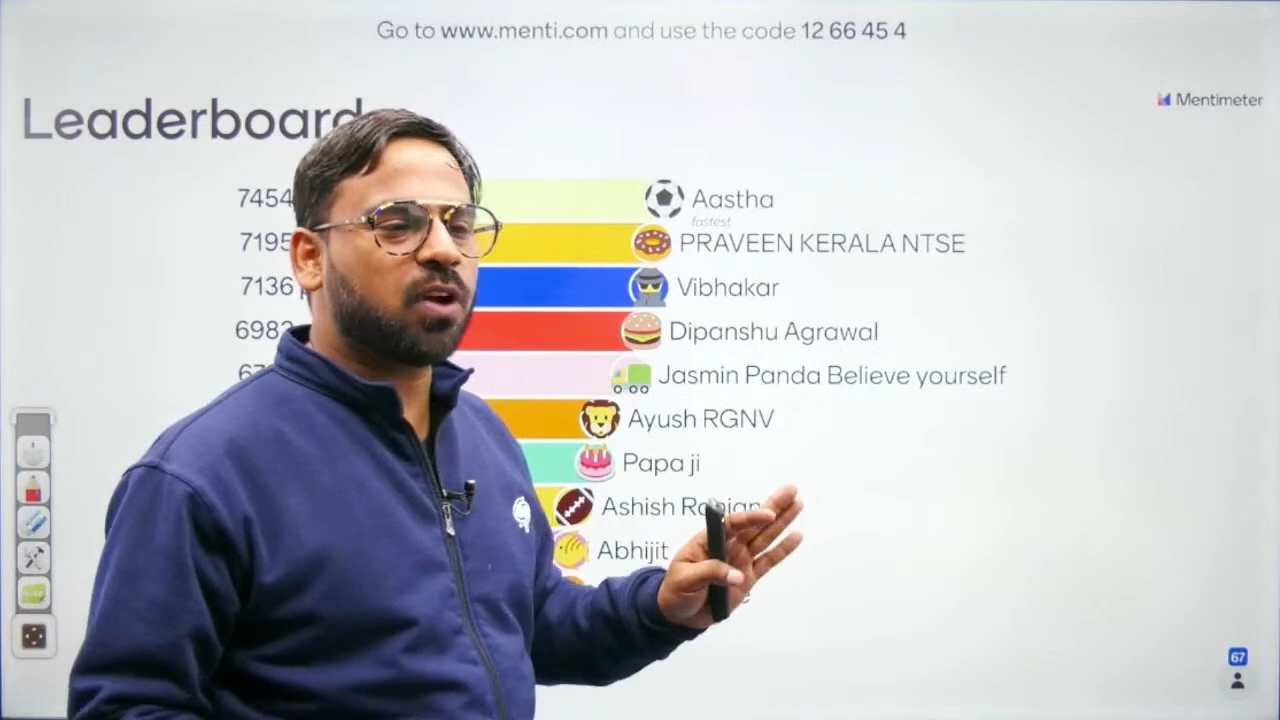 Go to www.menti.com and use the code 12 66 45 4
Mentimeter
Leaderboard
7454 Aastha
fastest
7195 PRAVEEN KERALA NTSE
7136 p Vibhakar
6982 Dipanshu Agrawal
Jasmin Panda Believe yourself
Ayush RGNV
Papa ji
Ashish
Abhijit
67